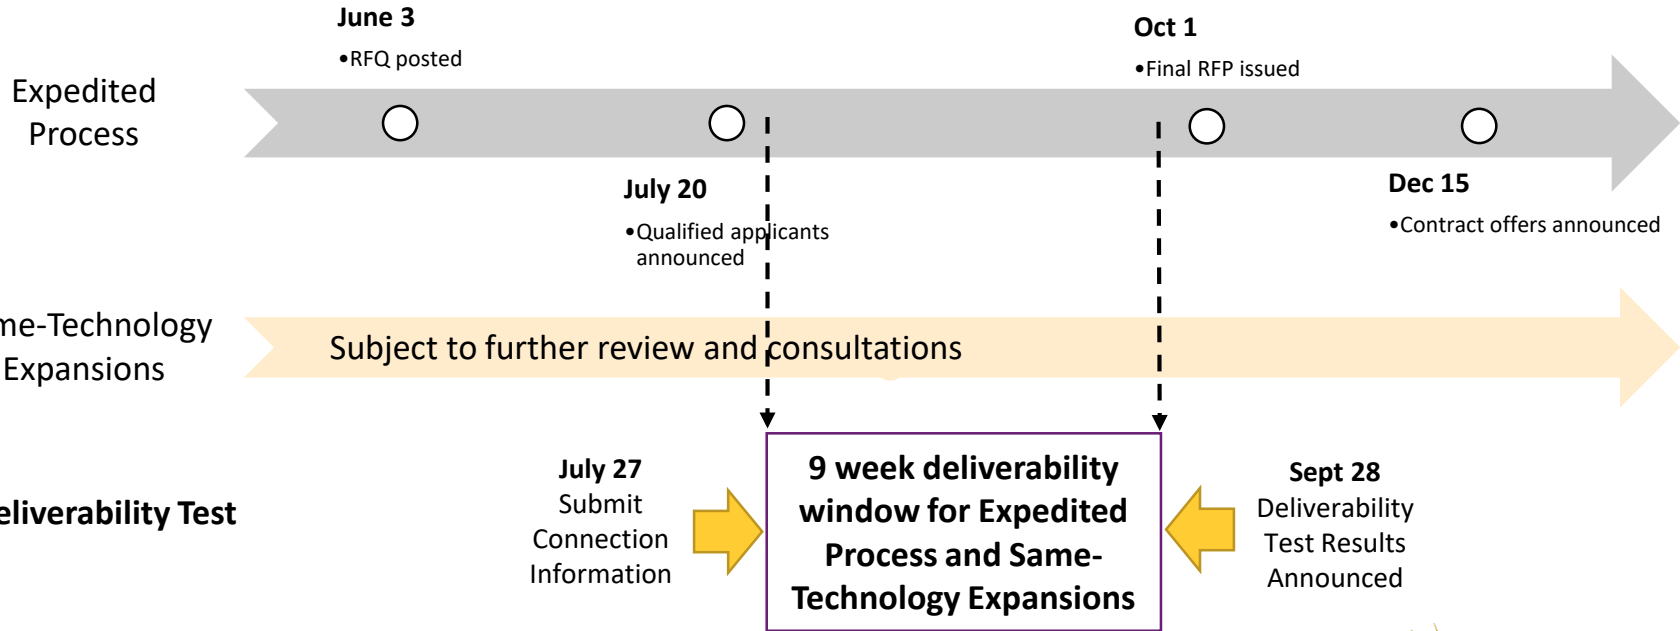 June 3
•RFQ posted
Oct 1
•Final RFP issued
Expedited
Process
July 20
•Qualified applicants
announced
Dec 15
•Contract offers announced
me-Technology
Expansions
Subject to further review and consultations
eliverability Test
July 27
Submit
Connection
Information
9 week deliverability
window for Expedited
Process and Same-
Technology Expansions
Sept 28
Deliverability
Test Results
Announced